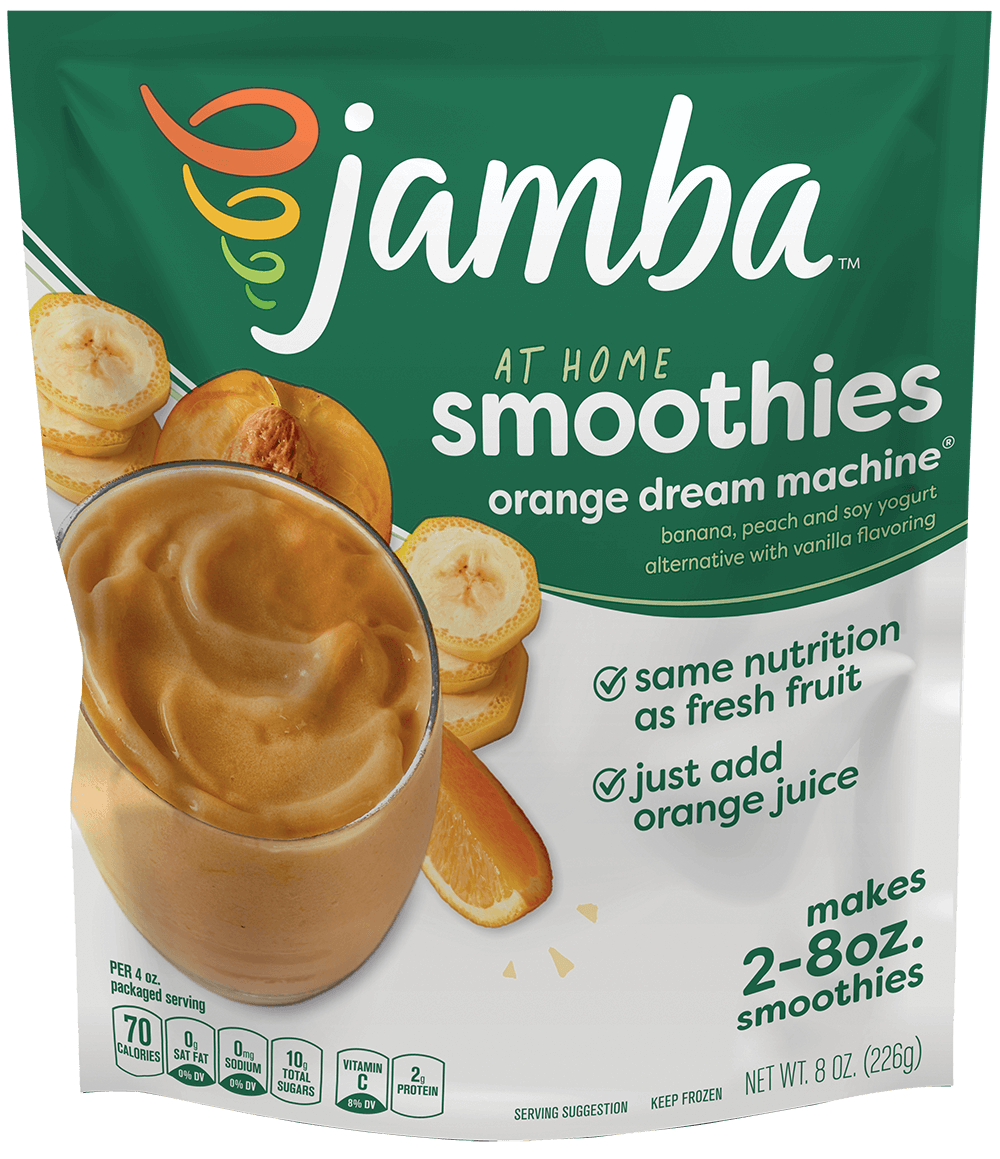 jamba™
AT HOME
smoothies
orange dream machine®
banana, peach and soy yogurt
alternative with vanilla flavoring
same nutrition
as fresh fruit
just add
orange juice
makes
2-8oz.
smoothies
PER 4 oz.
packaged serving
70
CALORIES
0g
SAT FAT
0% DV
0mg
SODIUM
0% DV
10g
TOTAL
SUGARS
VITAMIN
C
8% DV
2g
PROTEIN
SERVING SUGGESTION
KEEP FROZEN
NET WT. 8 OZ. (226g)